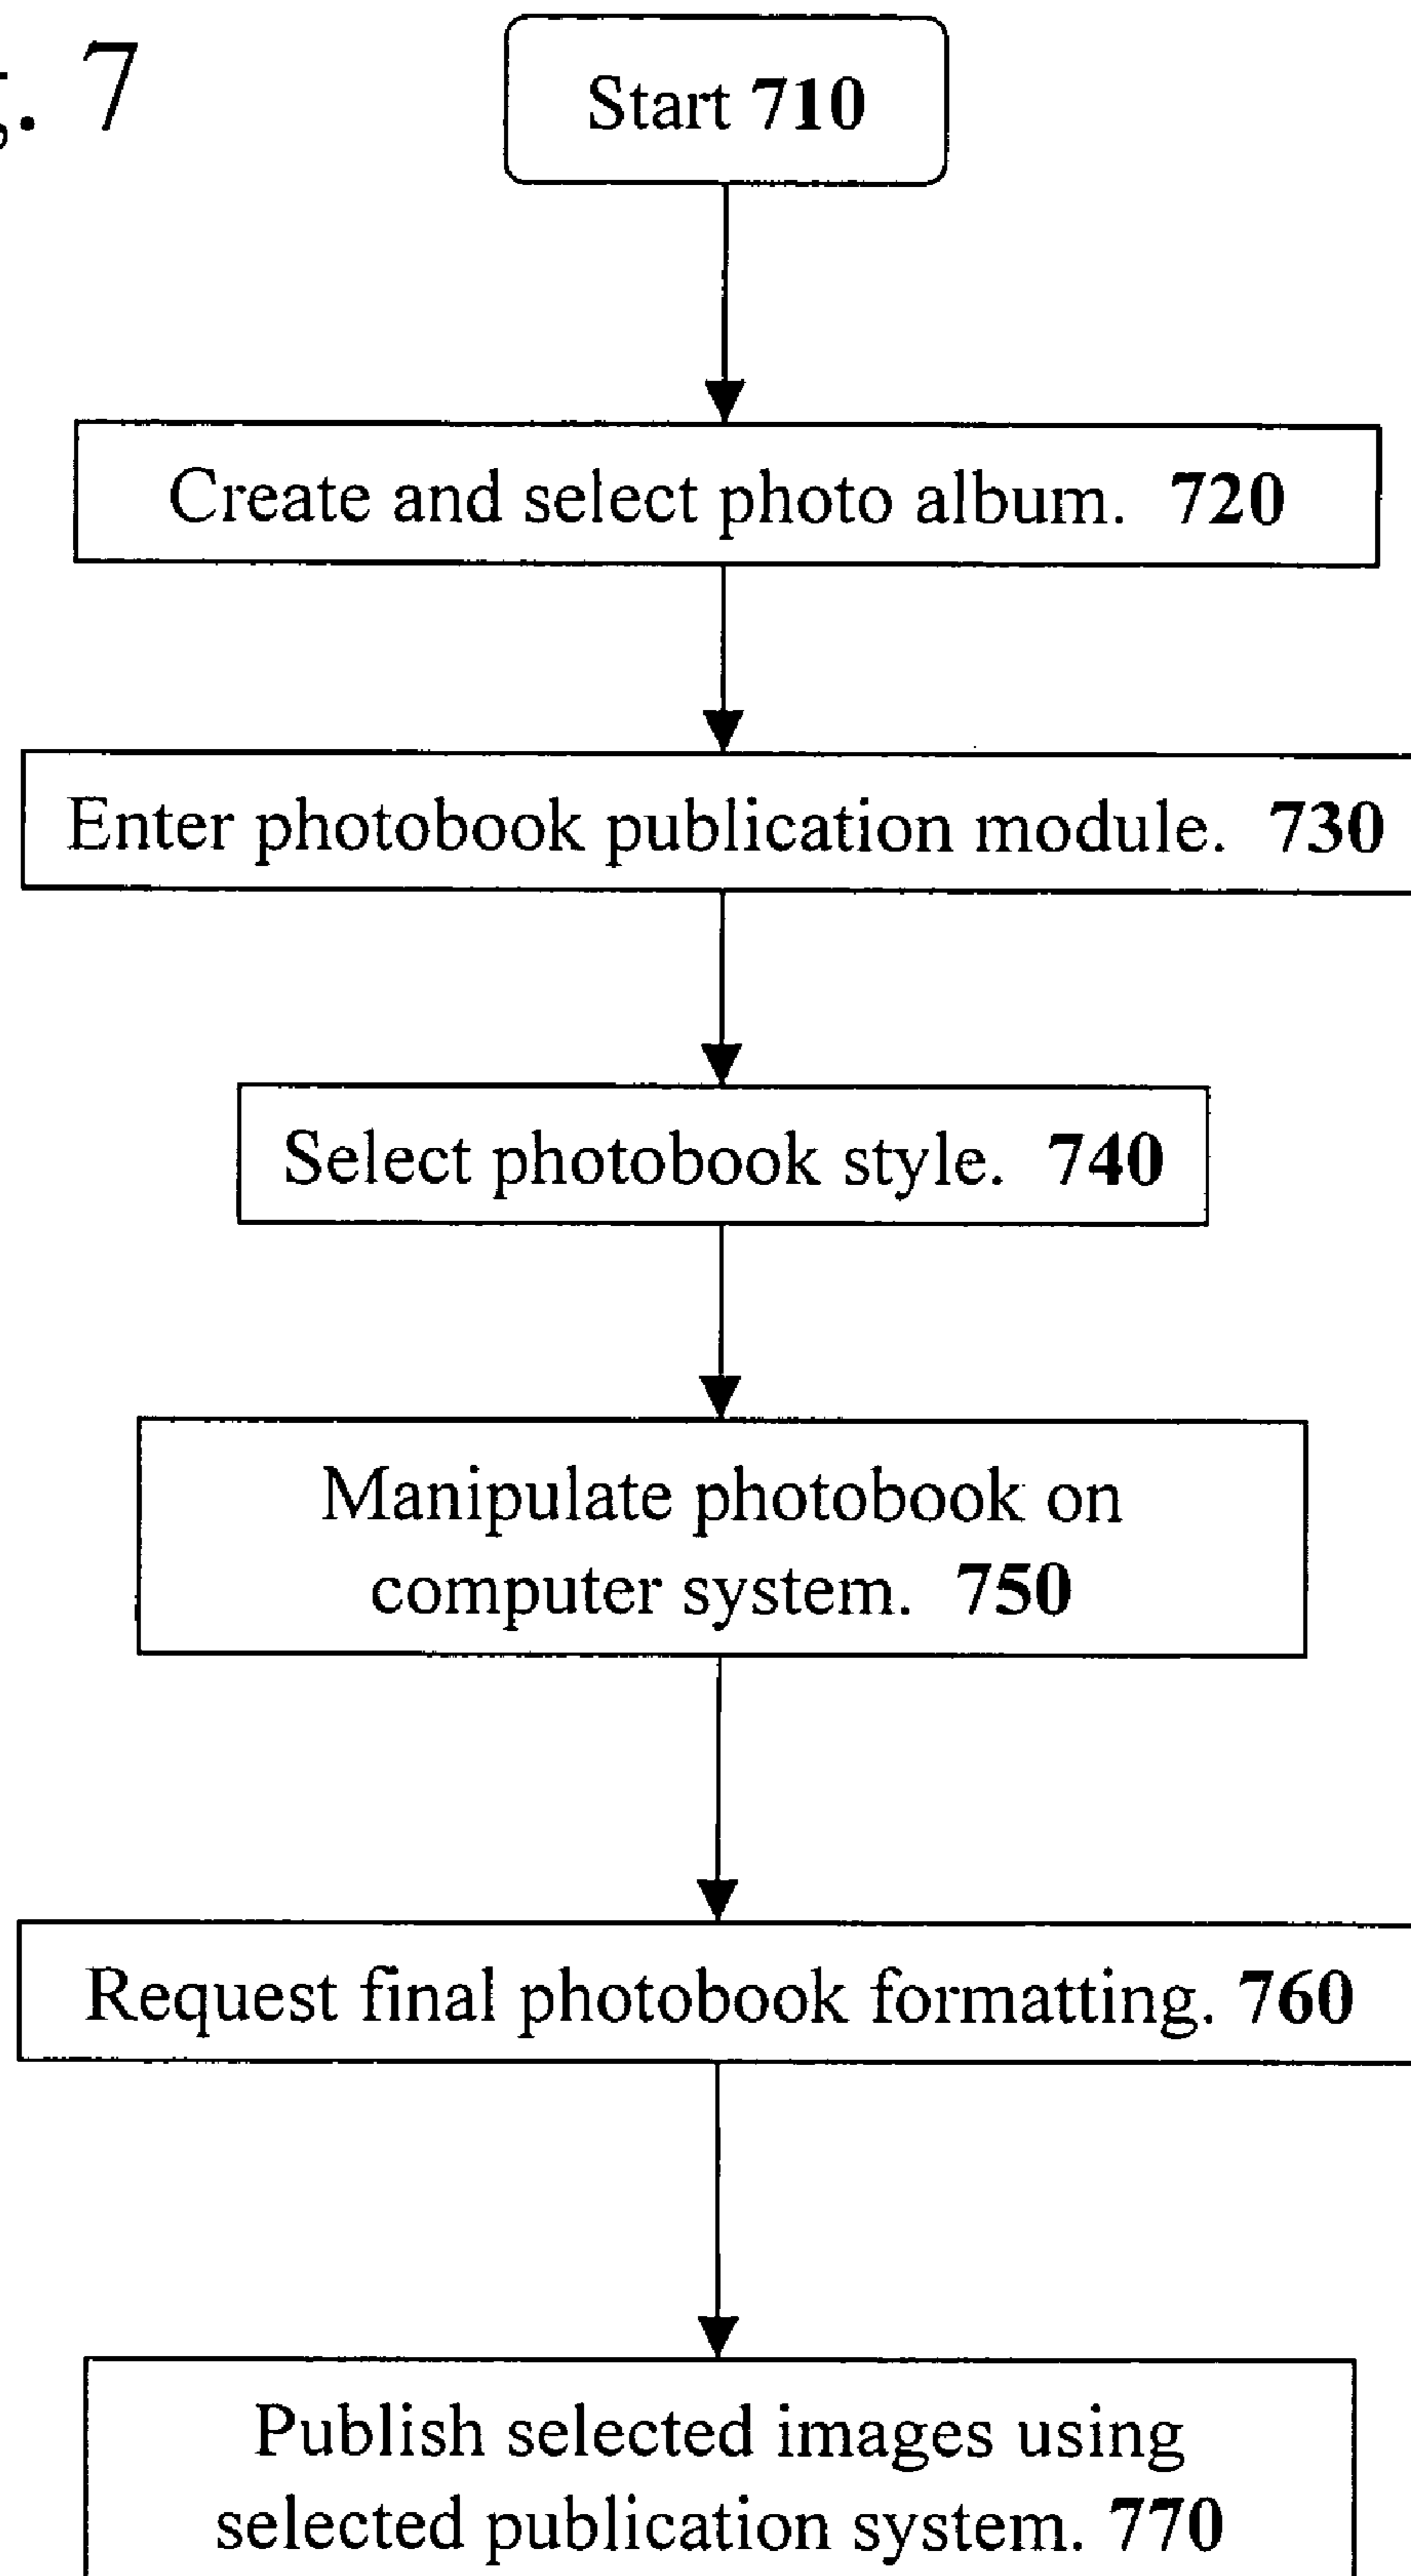 . 7
Start 710
Create and select photo album. 720
Enter photobook publication module. 730
Select photobook style. 740
Manipulate photobook on
computer system. 750
Request final photobook formatting. 760
Publish selected images using
selected publication system. 770